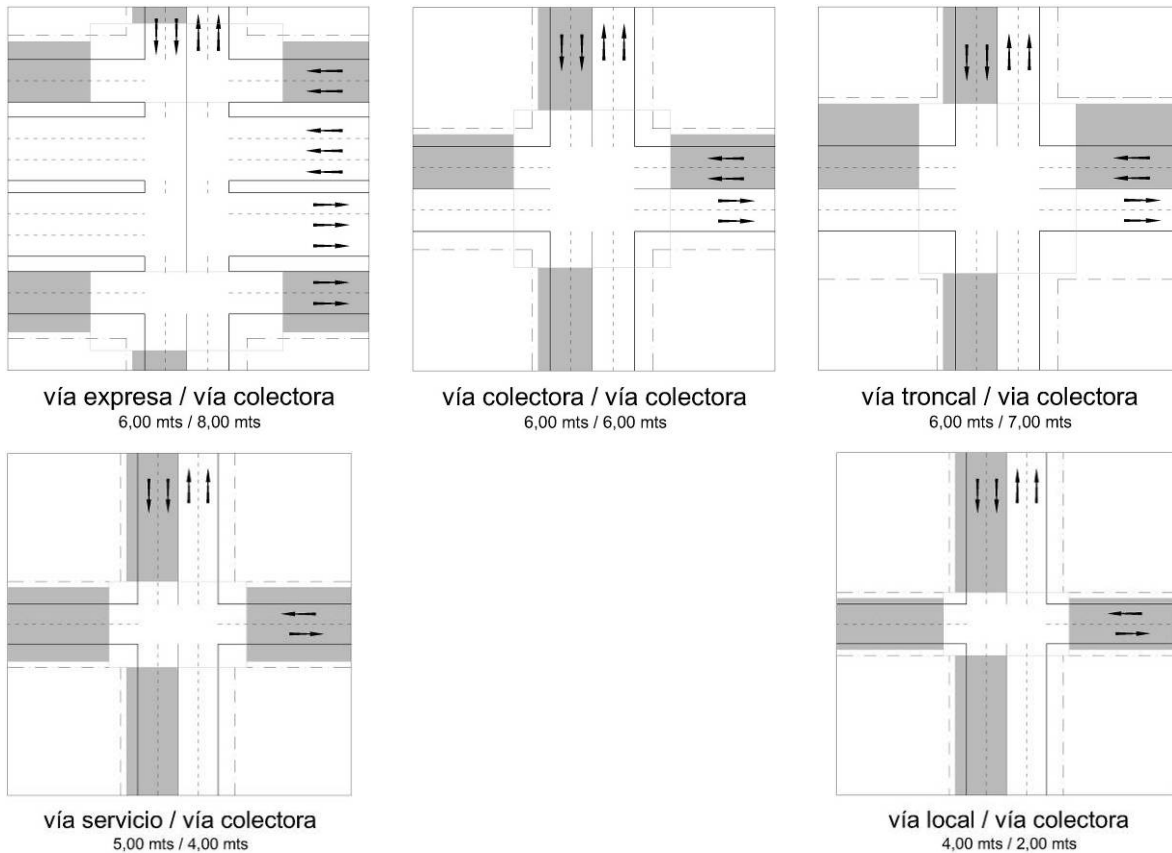 vía expresa / vía colectora
6,00 mts / 8,00 mts
vía colectora / vía colectora
6,00 mts / 6,00 mts
vía troncal / via colectora
6,00 mts / 7,00 mts
vía servicio / vía colectora
5,00 mts / 4,00 mts
vía local / vía colectora
4,00 mts / 2,00 mts